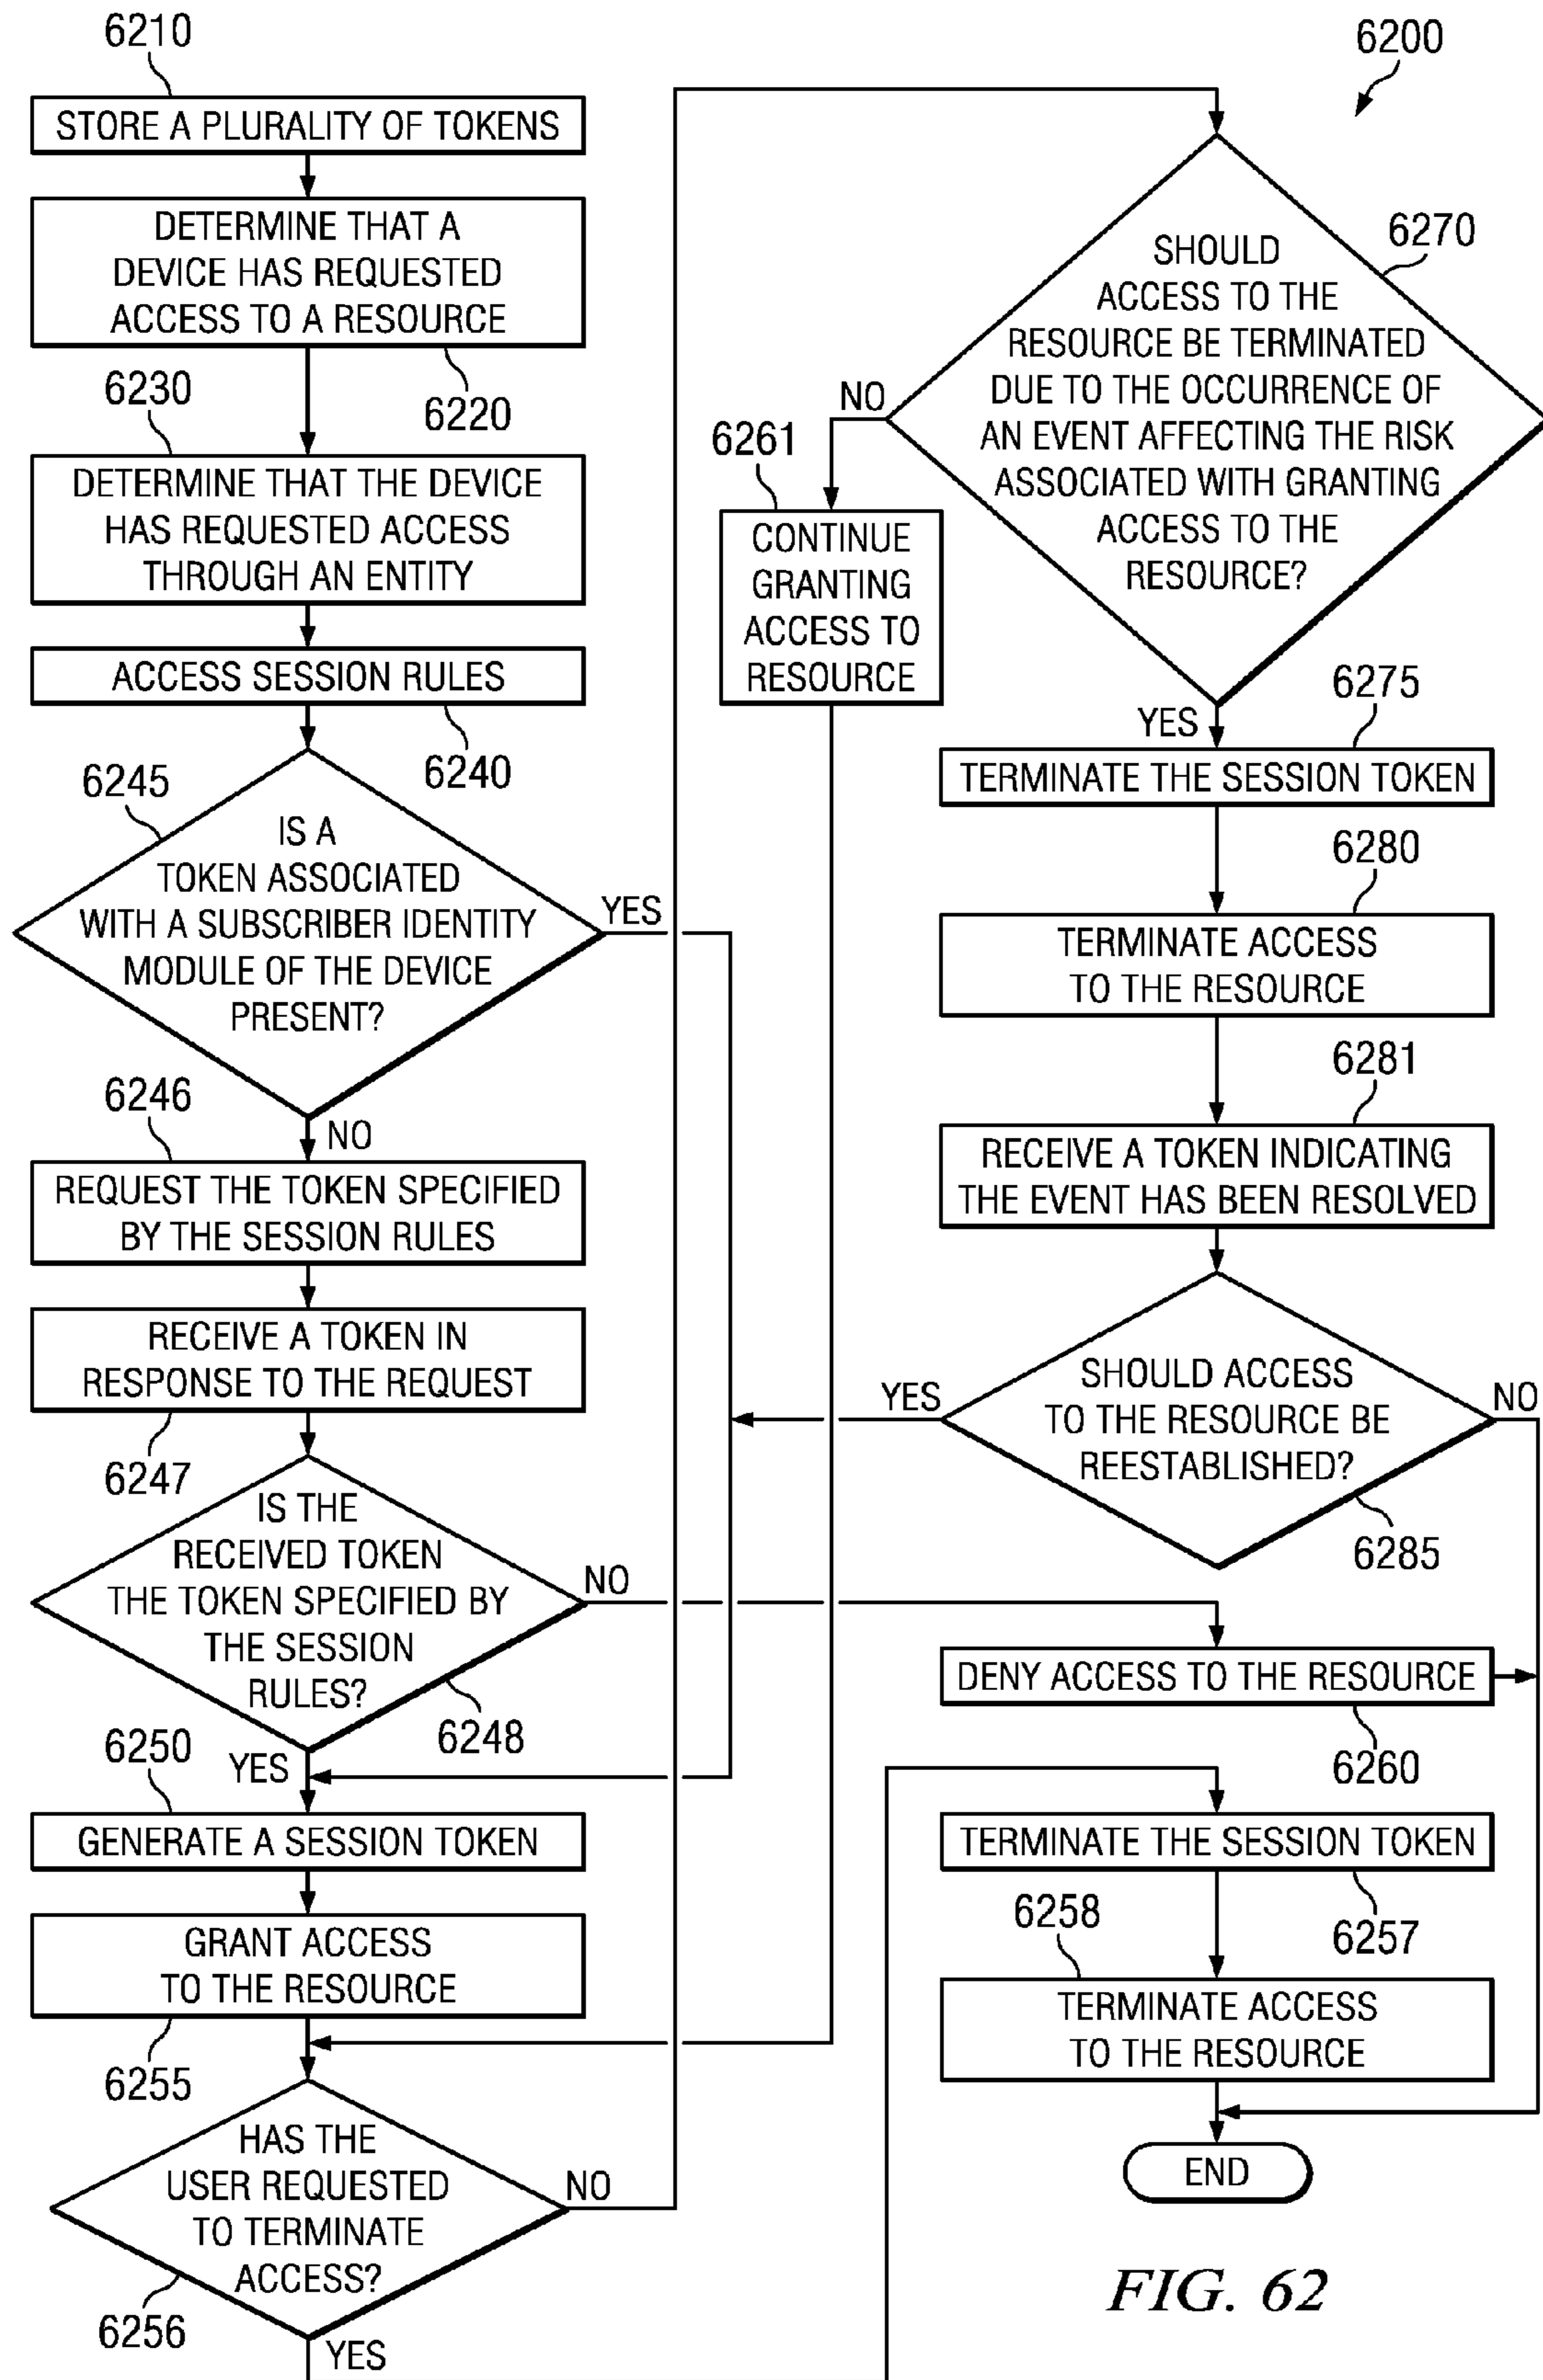 6210
STORE A PLURALITY OF TOKENS
DETERMINE THAT A
DEVICE HAS REQUESTED
ACCESS TO A RESOURCE
6220
6230
DETERMINE THAT THE DEVICE
HAS REQUESTED ACCESS
THROUGH AN ENTITY
ACCESS SESSION RULES
6240
6245
IS A
TOKEN ASSOCIATED
WITH A SUBSCRIBER IDENTITY
MODULE OF THE DEVICE
PRESENT?
YES
NO
6246
REQUEST THE TOKEN SPECIFIED
BY THE SESSION RULES
RECEIVE A TOKEN IN
RESPONSE TO THE REQUEST
6247
IS THE
RECEIVED TOKEN
THE TOKEN SPECIFIED BY
THE SESSION
RULES?
NO
6248
YES
6250
GENERATE A SESSION TOKEN
GRANT ACCESS
TO THE RESOURCE
6255
HAS THE
USER REQUESTED
TO TERMINATE
ACCESS?
NO
6256
YES
6200
6270
SHOULD
ACCESS TO THE
RESOURCE BE TERMINATED
DUE TO THE OCCURRENCE OF
AN EVENT AFFECTING THE RISK
ASSOCIATED WITH GRANTING
ACCESS TO THE
RESOURCE?
NO
6261
CONTINUE
GRANTING
ACCESS TO
RESOURCE
YES
6275
TERMINATE THE SESSION TOKEN
6280
TERMINATE ACCESS
TO THE RESOURCE
6281
RECEIVE A TOKEN INDICATING
THE EVENT HAS BEEN RESOLVED
SHOULD ACCESS
TO THE RESOURCE BE
REESTABLISHED?
YES
NO
6285
DENY ACCESS TO THE RESOURCE
6260
TERMINATE THE SESSION TOKEN
6257
6258
TERMINATE ACCESS
TO THE RESOURCE
END
FIG. 62